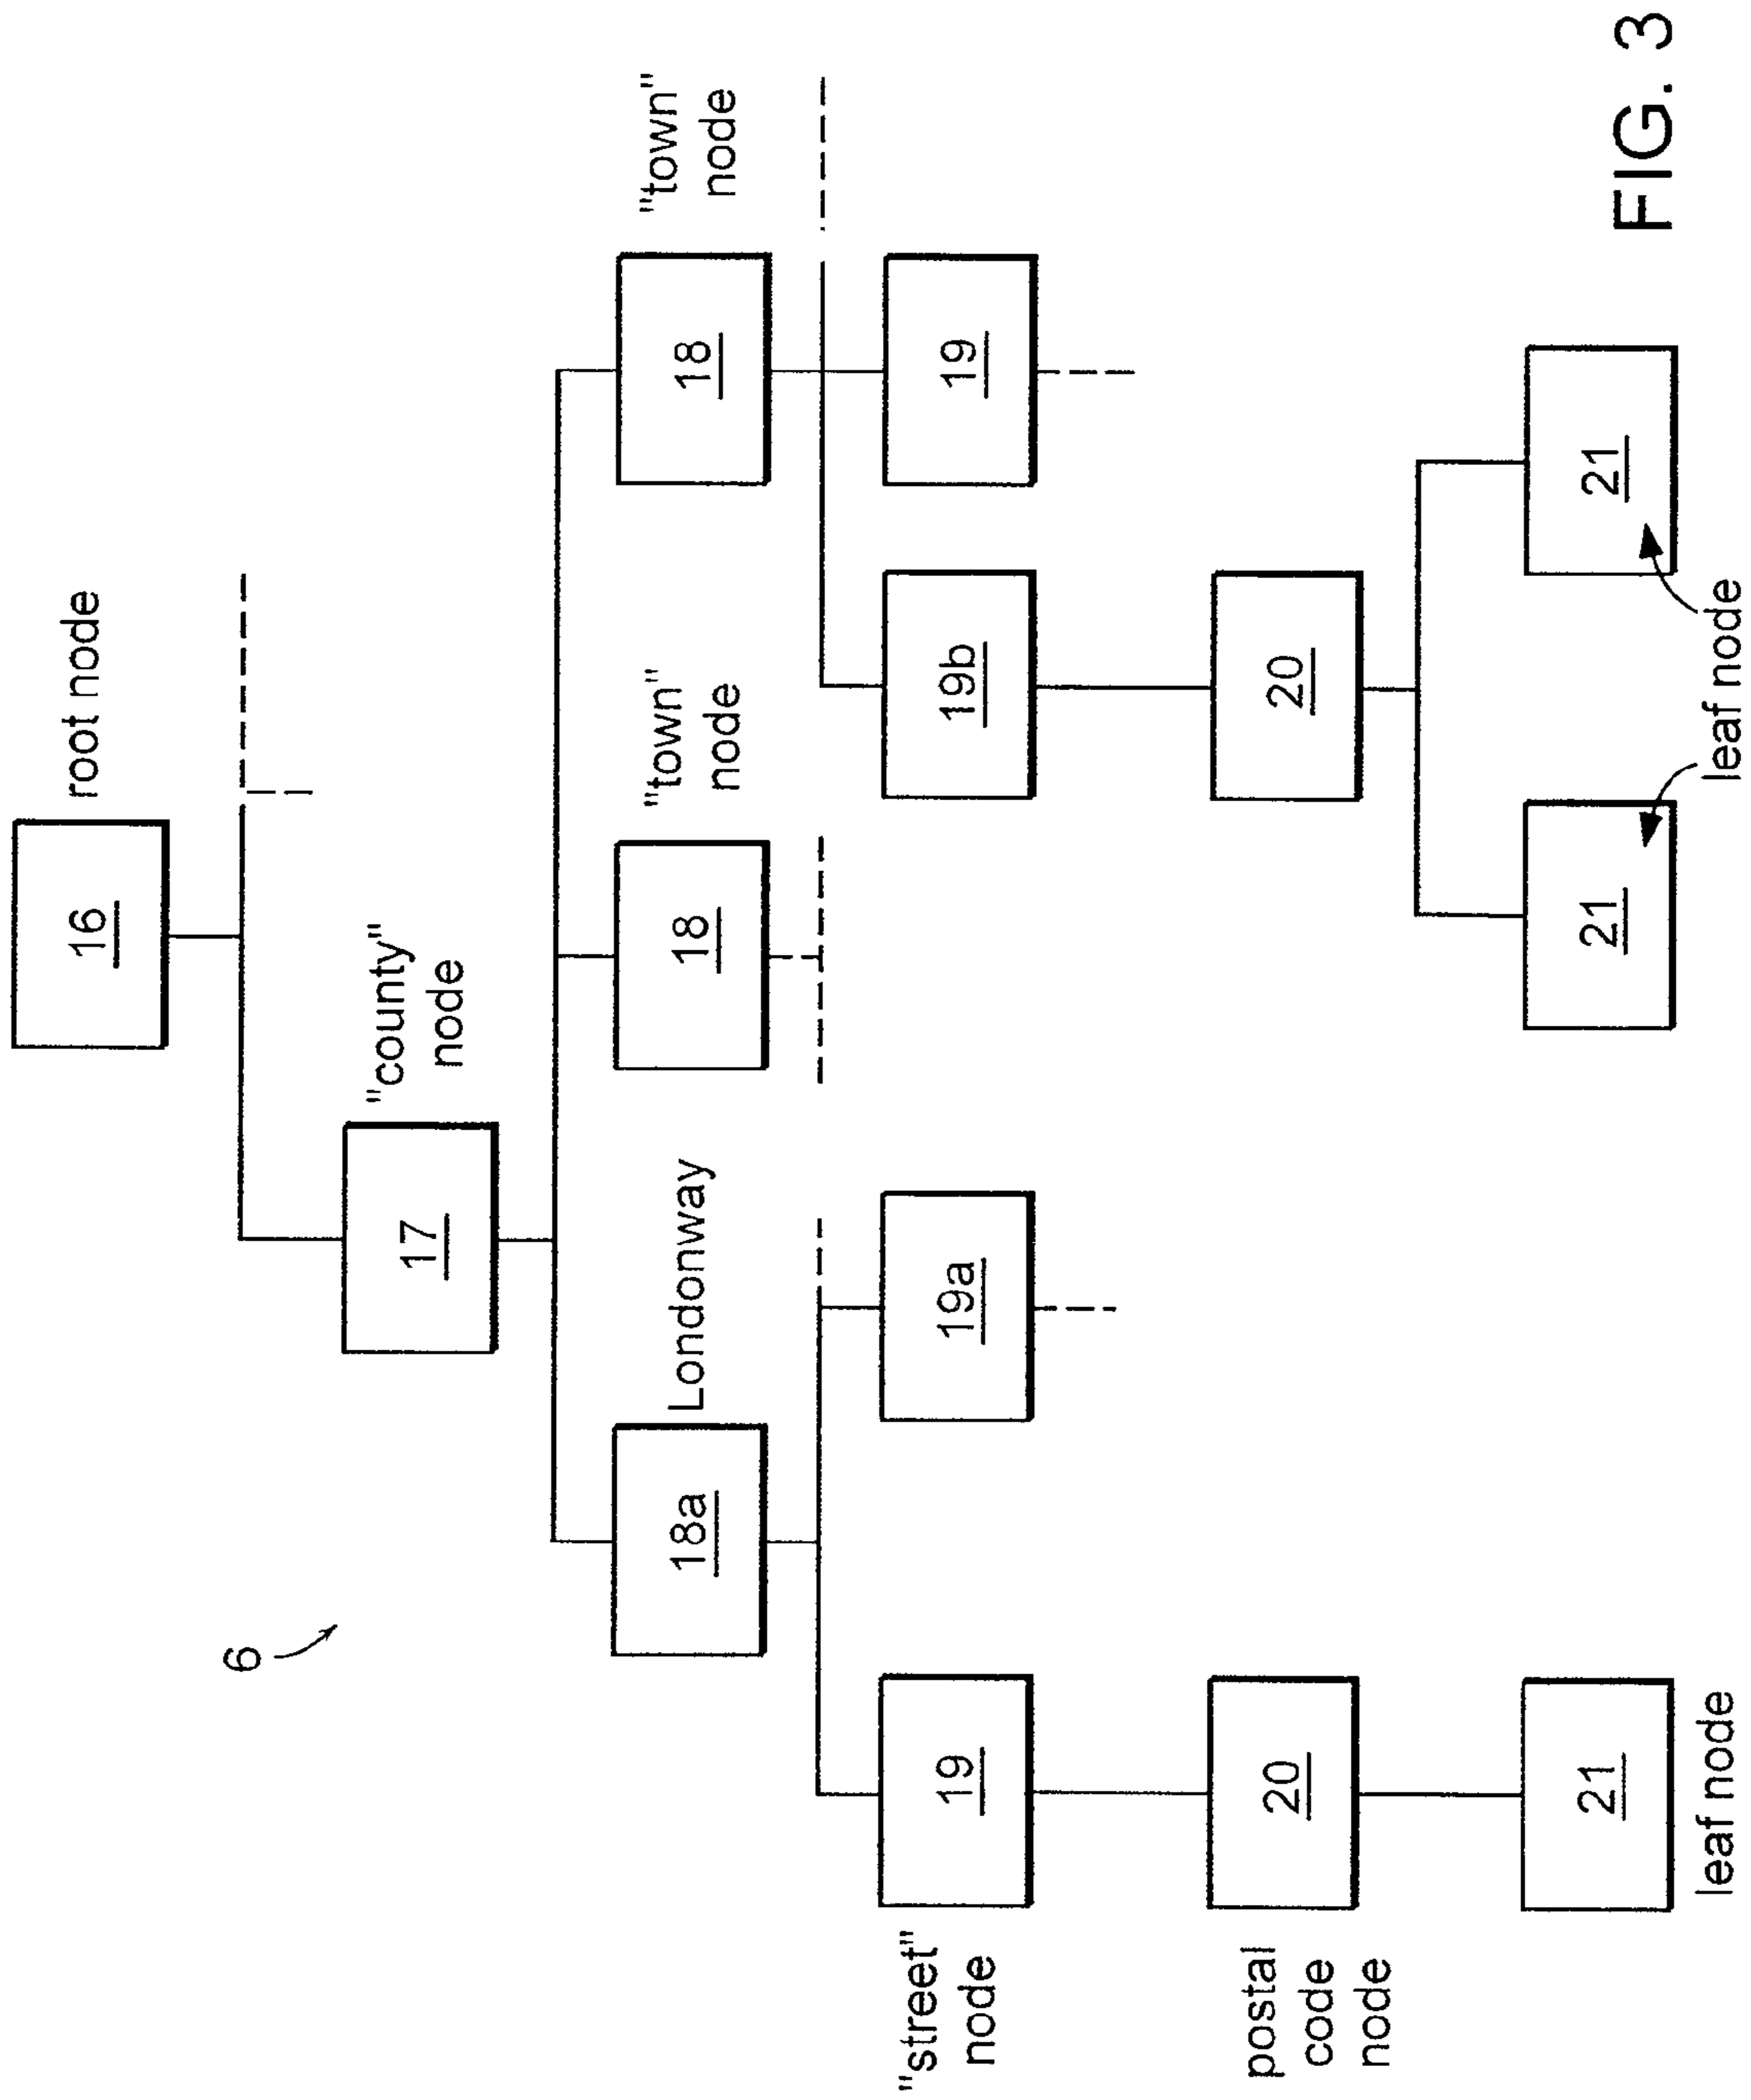 16
root node
6
17
"county"
node
18a
Londonway
18
"town"
node
18
"town"
node
"street"
node
19
19a
19b
19
postal
code
node
20
20
21
leaf node
21
21
leaf node
FIG. 3